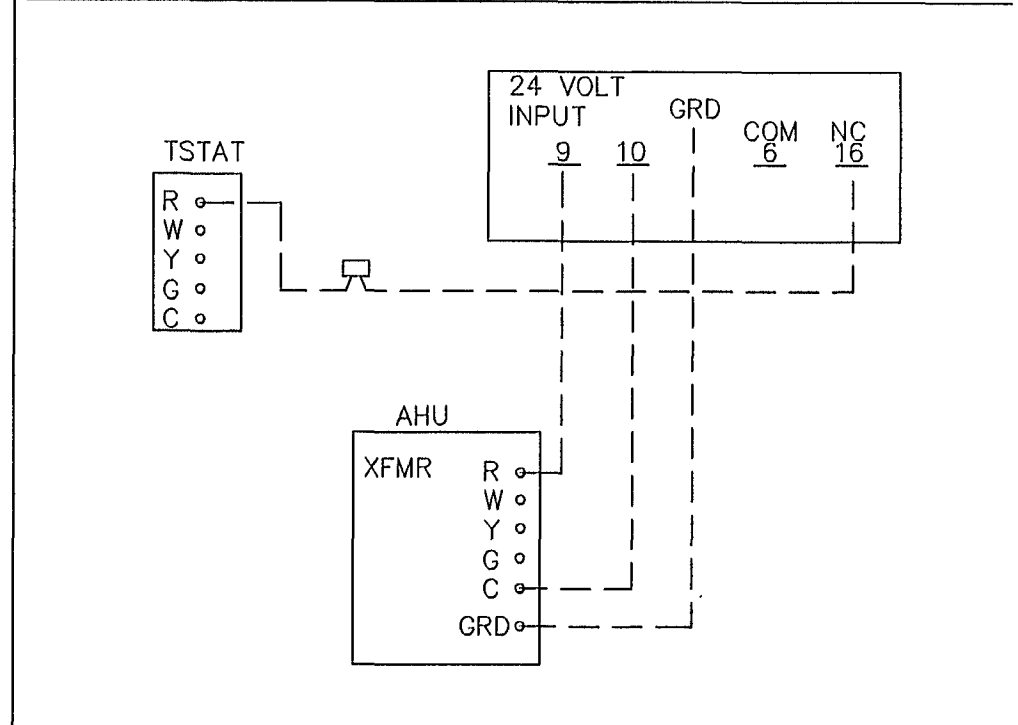 24 VOLT
INPUT
GRD
COM NC
9 10 6 16
TSTAT
R
W
Y
G
C
AHU
XFMR R
W
Y
G
C
GRD